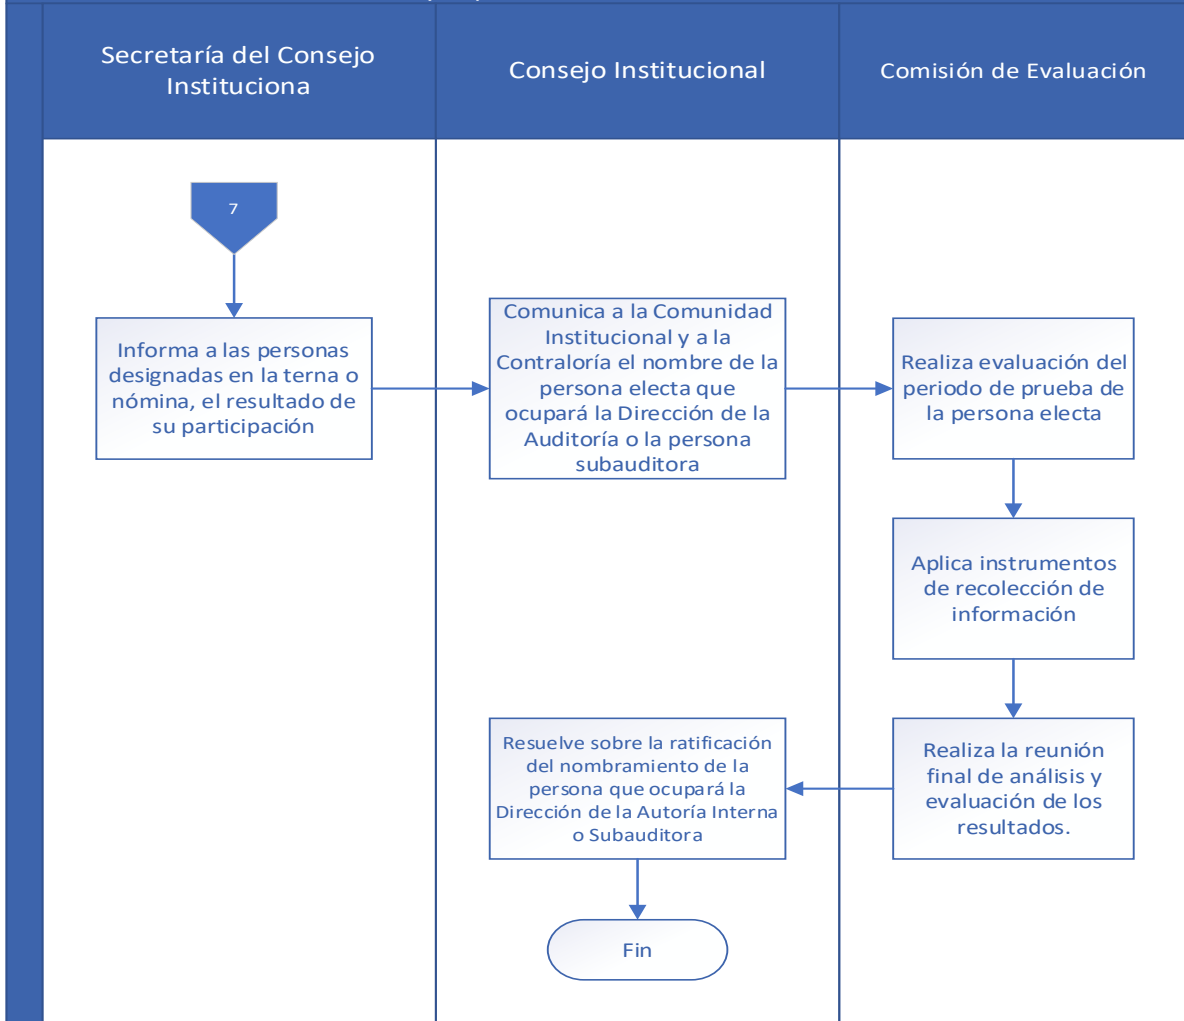 Secretaría del Consejo
Instituciona
Consejo Institucional
Comisión de Evaluación
7
Informa a las personas
designadas en la terna o
nómina, el resultado de
su participación
Comunica a la Comunidad
Institucional y a la
Contraloría el nombre de la
persona electa que
ocupará la Dirección de la
Auditoría o la persona
subauditora
Realiza evaluación del
periodo de prueba de
la persona electa
Aplica instrumentos
de recolección de
información
Realiza la reunión
final de análisis y
evaluación de los
resultados.
Resuelve sobre la ratificación
del nombramiento de la
persona que ocupará la
Dirección de la Autoría Interna
o Subauditora
Fin